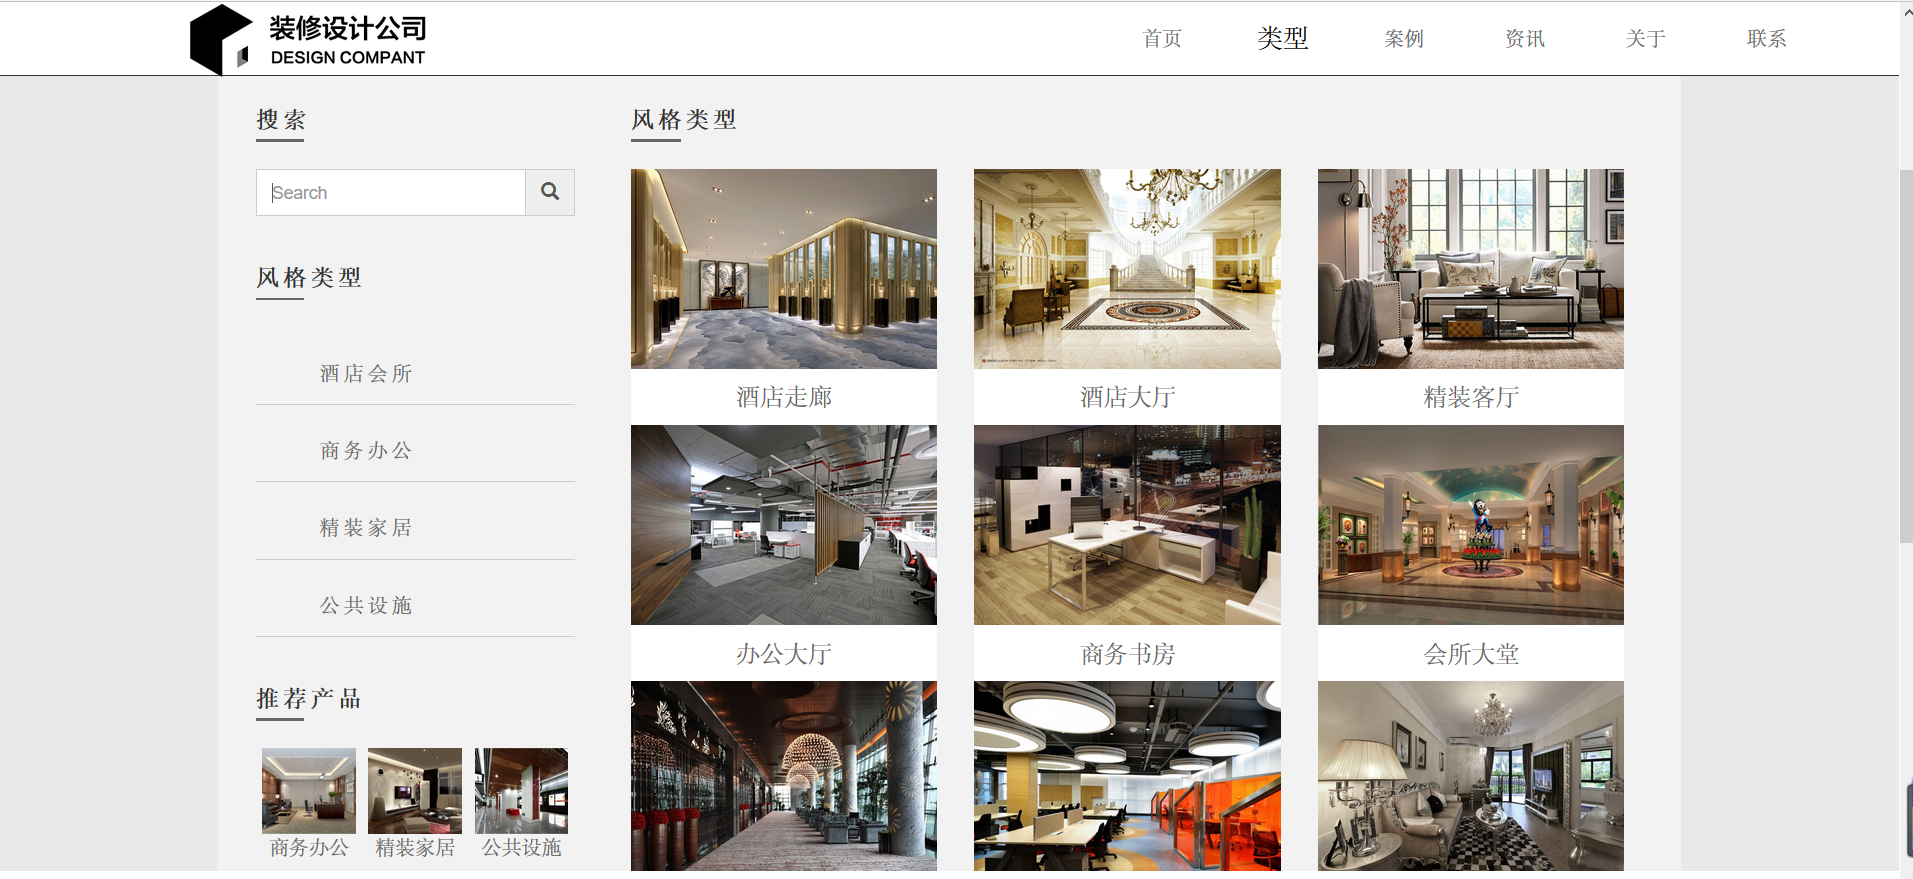 装修设计公司
DESIGN COMPANT
首页
类型
案例
资讯
关于
联系
搜索
Search
风格类型
酒店会所
商务办公
精装家居
公共设施
推荐产品
商务办公
精装家居
公共设施
风格类型
酒店走廊
酒店大厅
精装客厅
办公大厅
商务书房
会所大堂